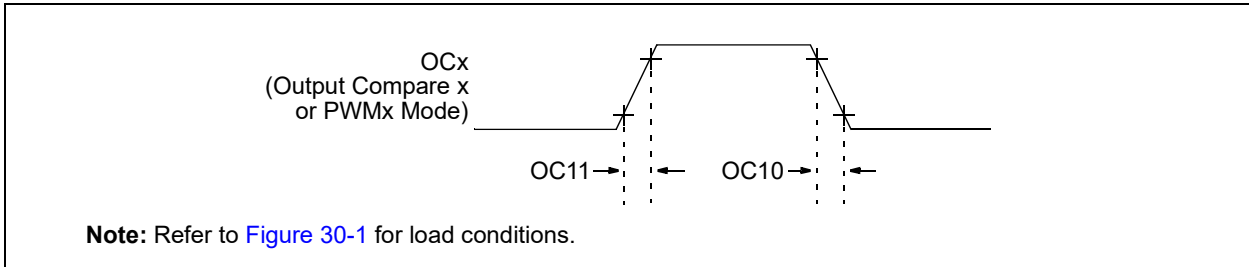 OCx
(Output Compare x
or PWMx Mode)
OC11
OC10
Note: Refer to Figure 30-1 for load conditions.